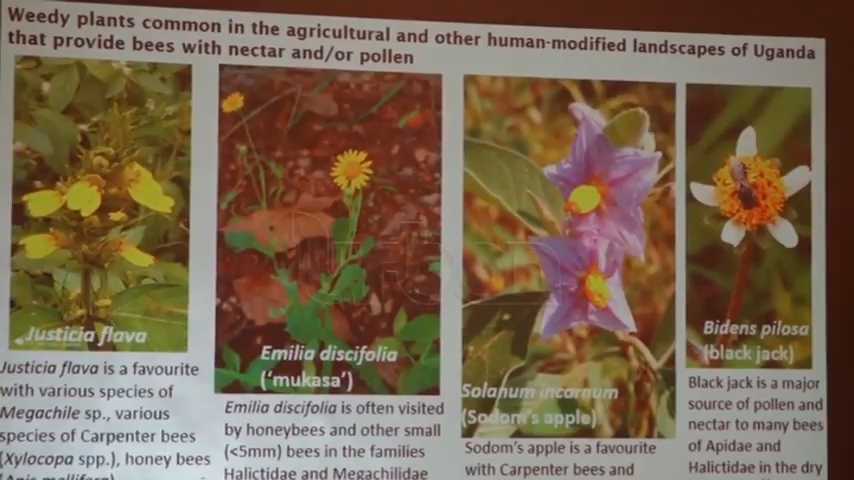 Weedy plants common in the agricultural and other human-modified landscapes of Uganda
that provide bees with nectar and/or pollen
Justicia flava
Emilia discifolia
('mukasa')
Solanum incarnum
(Sodom's apple)
Bidens pilosa
(black jack)
Justicia flava is a favourite
with various species of
Megachile sp., various
species of Carpenter bees
(Xylocopa spp.), honey bees
Emilia discifolia is often visited
by honeybees and other small
(<5mm) bees in the families
Halictidae and Megachilidae
Sodom's apple is a favourite
with Carpenter bees and
Black jack is a major
source of pollen and
nectar to many bees
of Apidae and
Halictidae in the dry